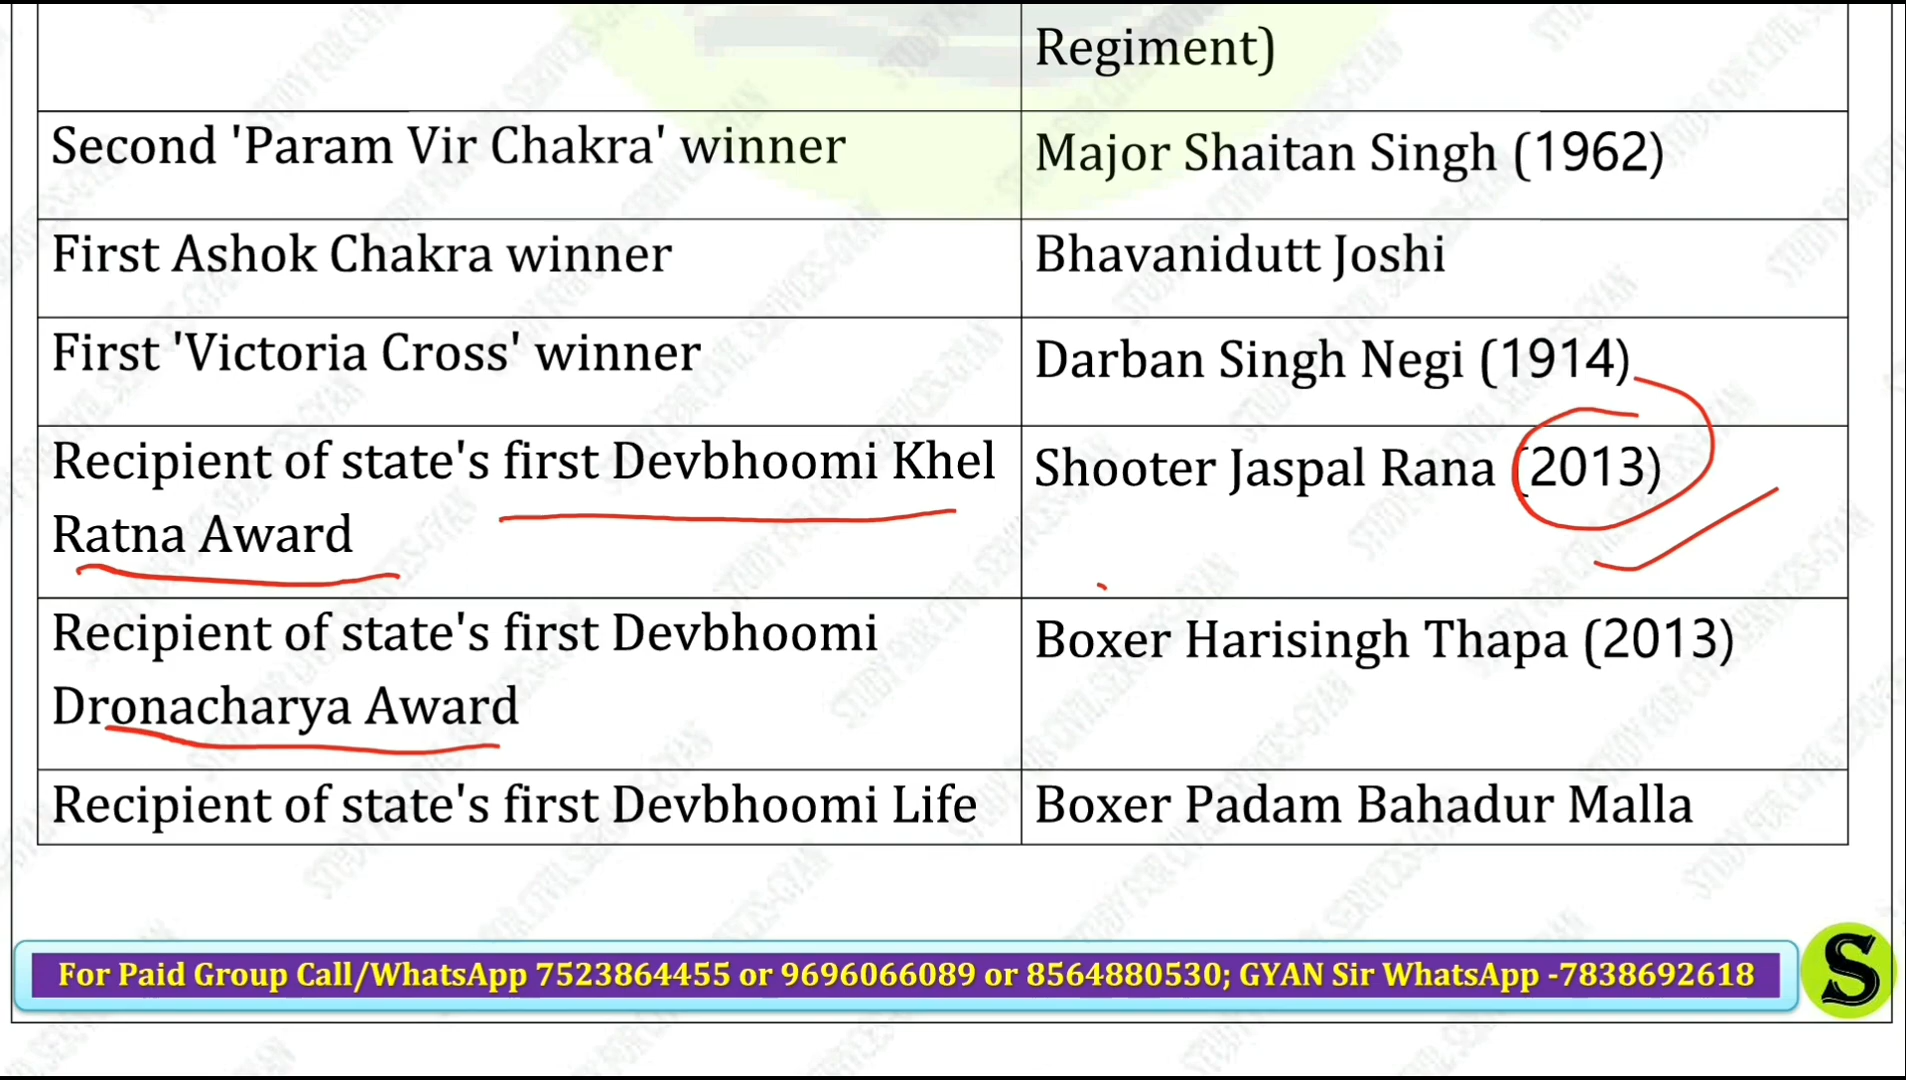 Regiment)
Second 'Param Vir Chakra' winner
Major Shaitan Singh (1962)
First Ashok Chakra winner
Bhavanidutt Joshi
First 'Victoria Cross' winner
Darban Singh Negi (1914)
Recipient of state's first Devbhoomi Khel
Ratna Award
Shooter Jaspal Rana (2013)
Recipient of state's first Devbhoomi
Dronacharya Award
Boxer Harisingh Thapa (2013)
Recipient of state's first Devbhoomi Life
Boxer Padam Bahadur Malla
For Paid Group Call/WhatsApp 7523864455 or 9696066089 or 8564880530; GYAN Sir WhatsApp -7838692618
S